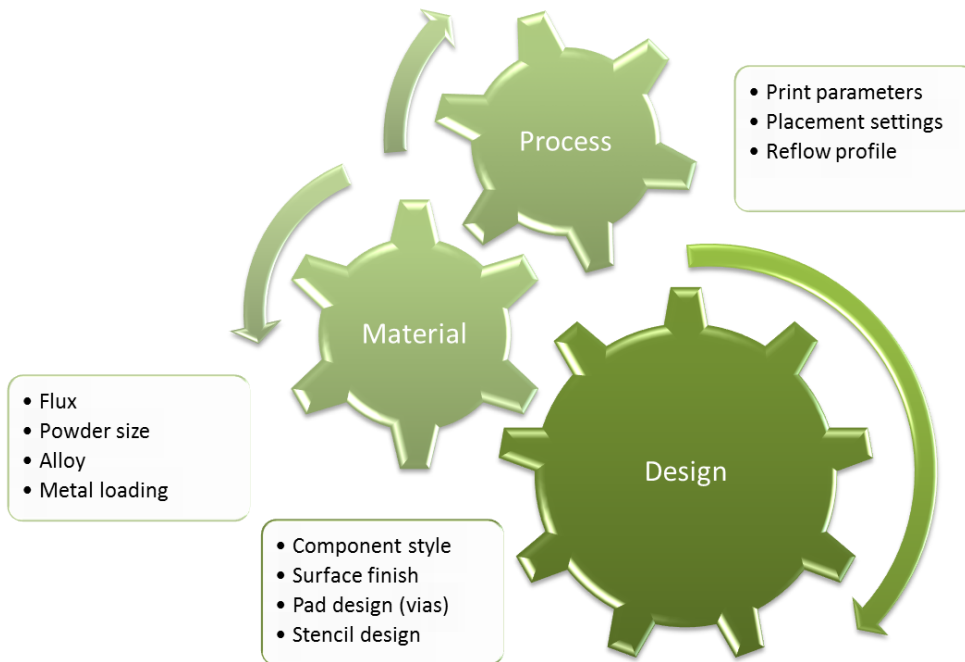 Process
• Print parameters
• Placement settings
• Reflow profile
Material
• Flux
• Powder size
• Alloy
• Metal loading
Design
• Component style
• Surface finish
• Pad design (vias)
• Stencil design